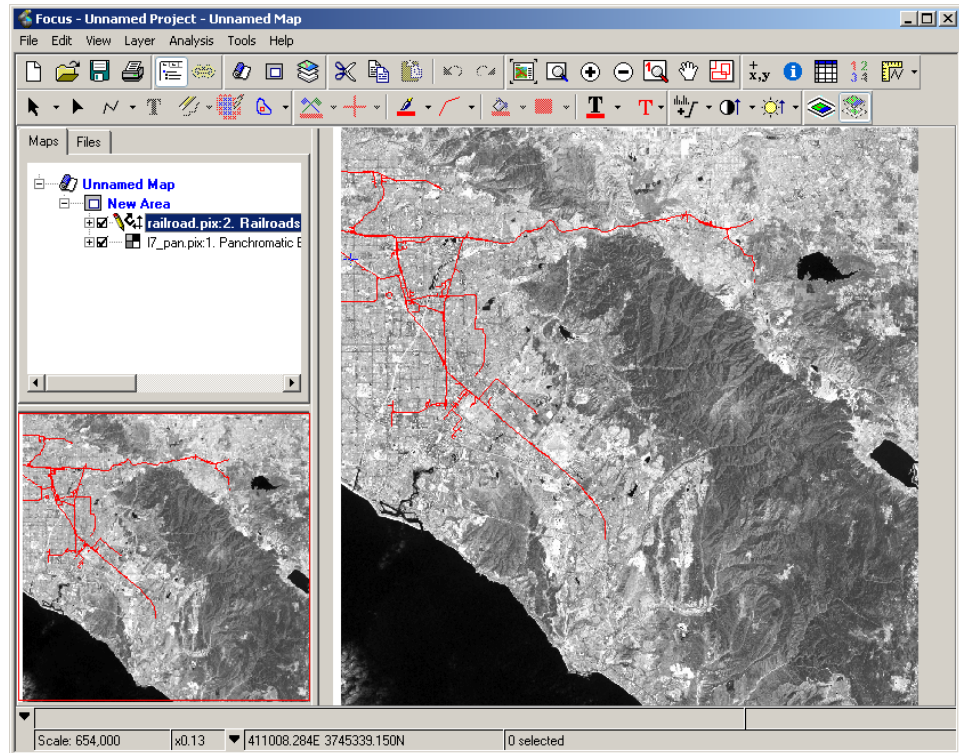 Focus - Unnamed Project - Unnamed Map
File Edit View Layer Analysis Tools Help
x,y
1 2
3 4
T
T
T
Maps Files
Unnamed Map
New Area
railroad.pix:2. Railroads
l7_pan.pix:1. Panchromatic E
Scale: 654,000 x0.13 411008.284E 3745339.150N 0 selected